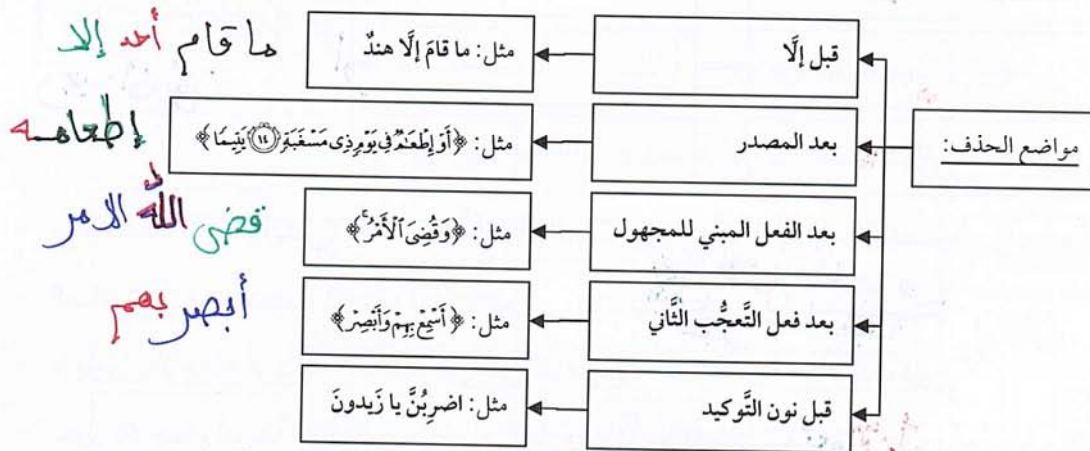 مواضع الحذف:
قبل إلَّا
مثل: ما قامَ إلَّا هندٌ
ما قام أحد إلا
بعد المصدر
مثل: ﴿أَوْ إِطْعَٰمٌ فِى يَوْمٍ ذِى مَسْغَبَةٍ ۝١٤ يَتِيمًا﴾
إطعامه
بعد الفعل المبني للمجهول
مثل: ﴿وَقُضِىَ ٱلْأَمْرُ ۚ﴾
قضى اللهُ الامر
بعد فعل التَّعجُّب الثَّاني
مثل: ﴿أَسْمِعْ بِهِمْ وَأَبْصِرْ﴾
أبصر بهم
قبل نون التَّوكيد
مثل: اضرِبُنَّ يا زَيدونَ